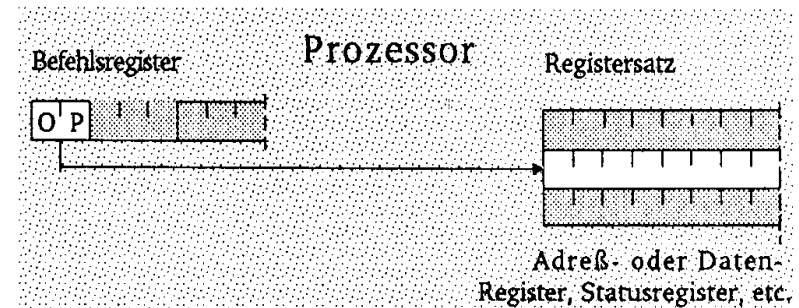 Prozessor
Befehlsregister
Registersatz
O P
Adreß- oder Daten-
Register, Statusregister, etc.